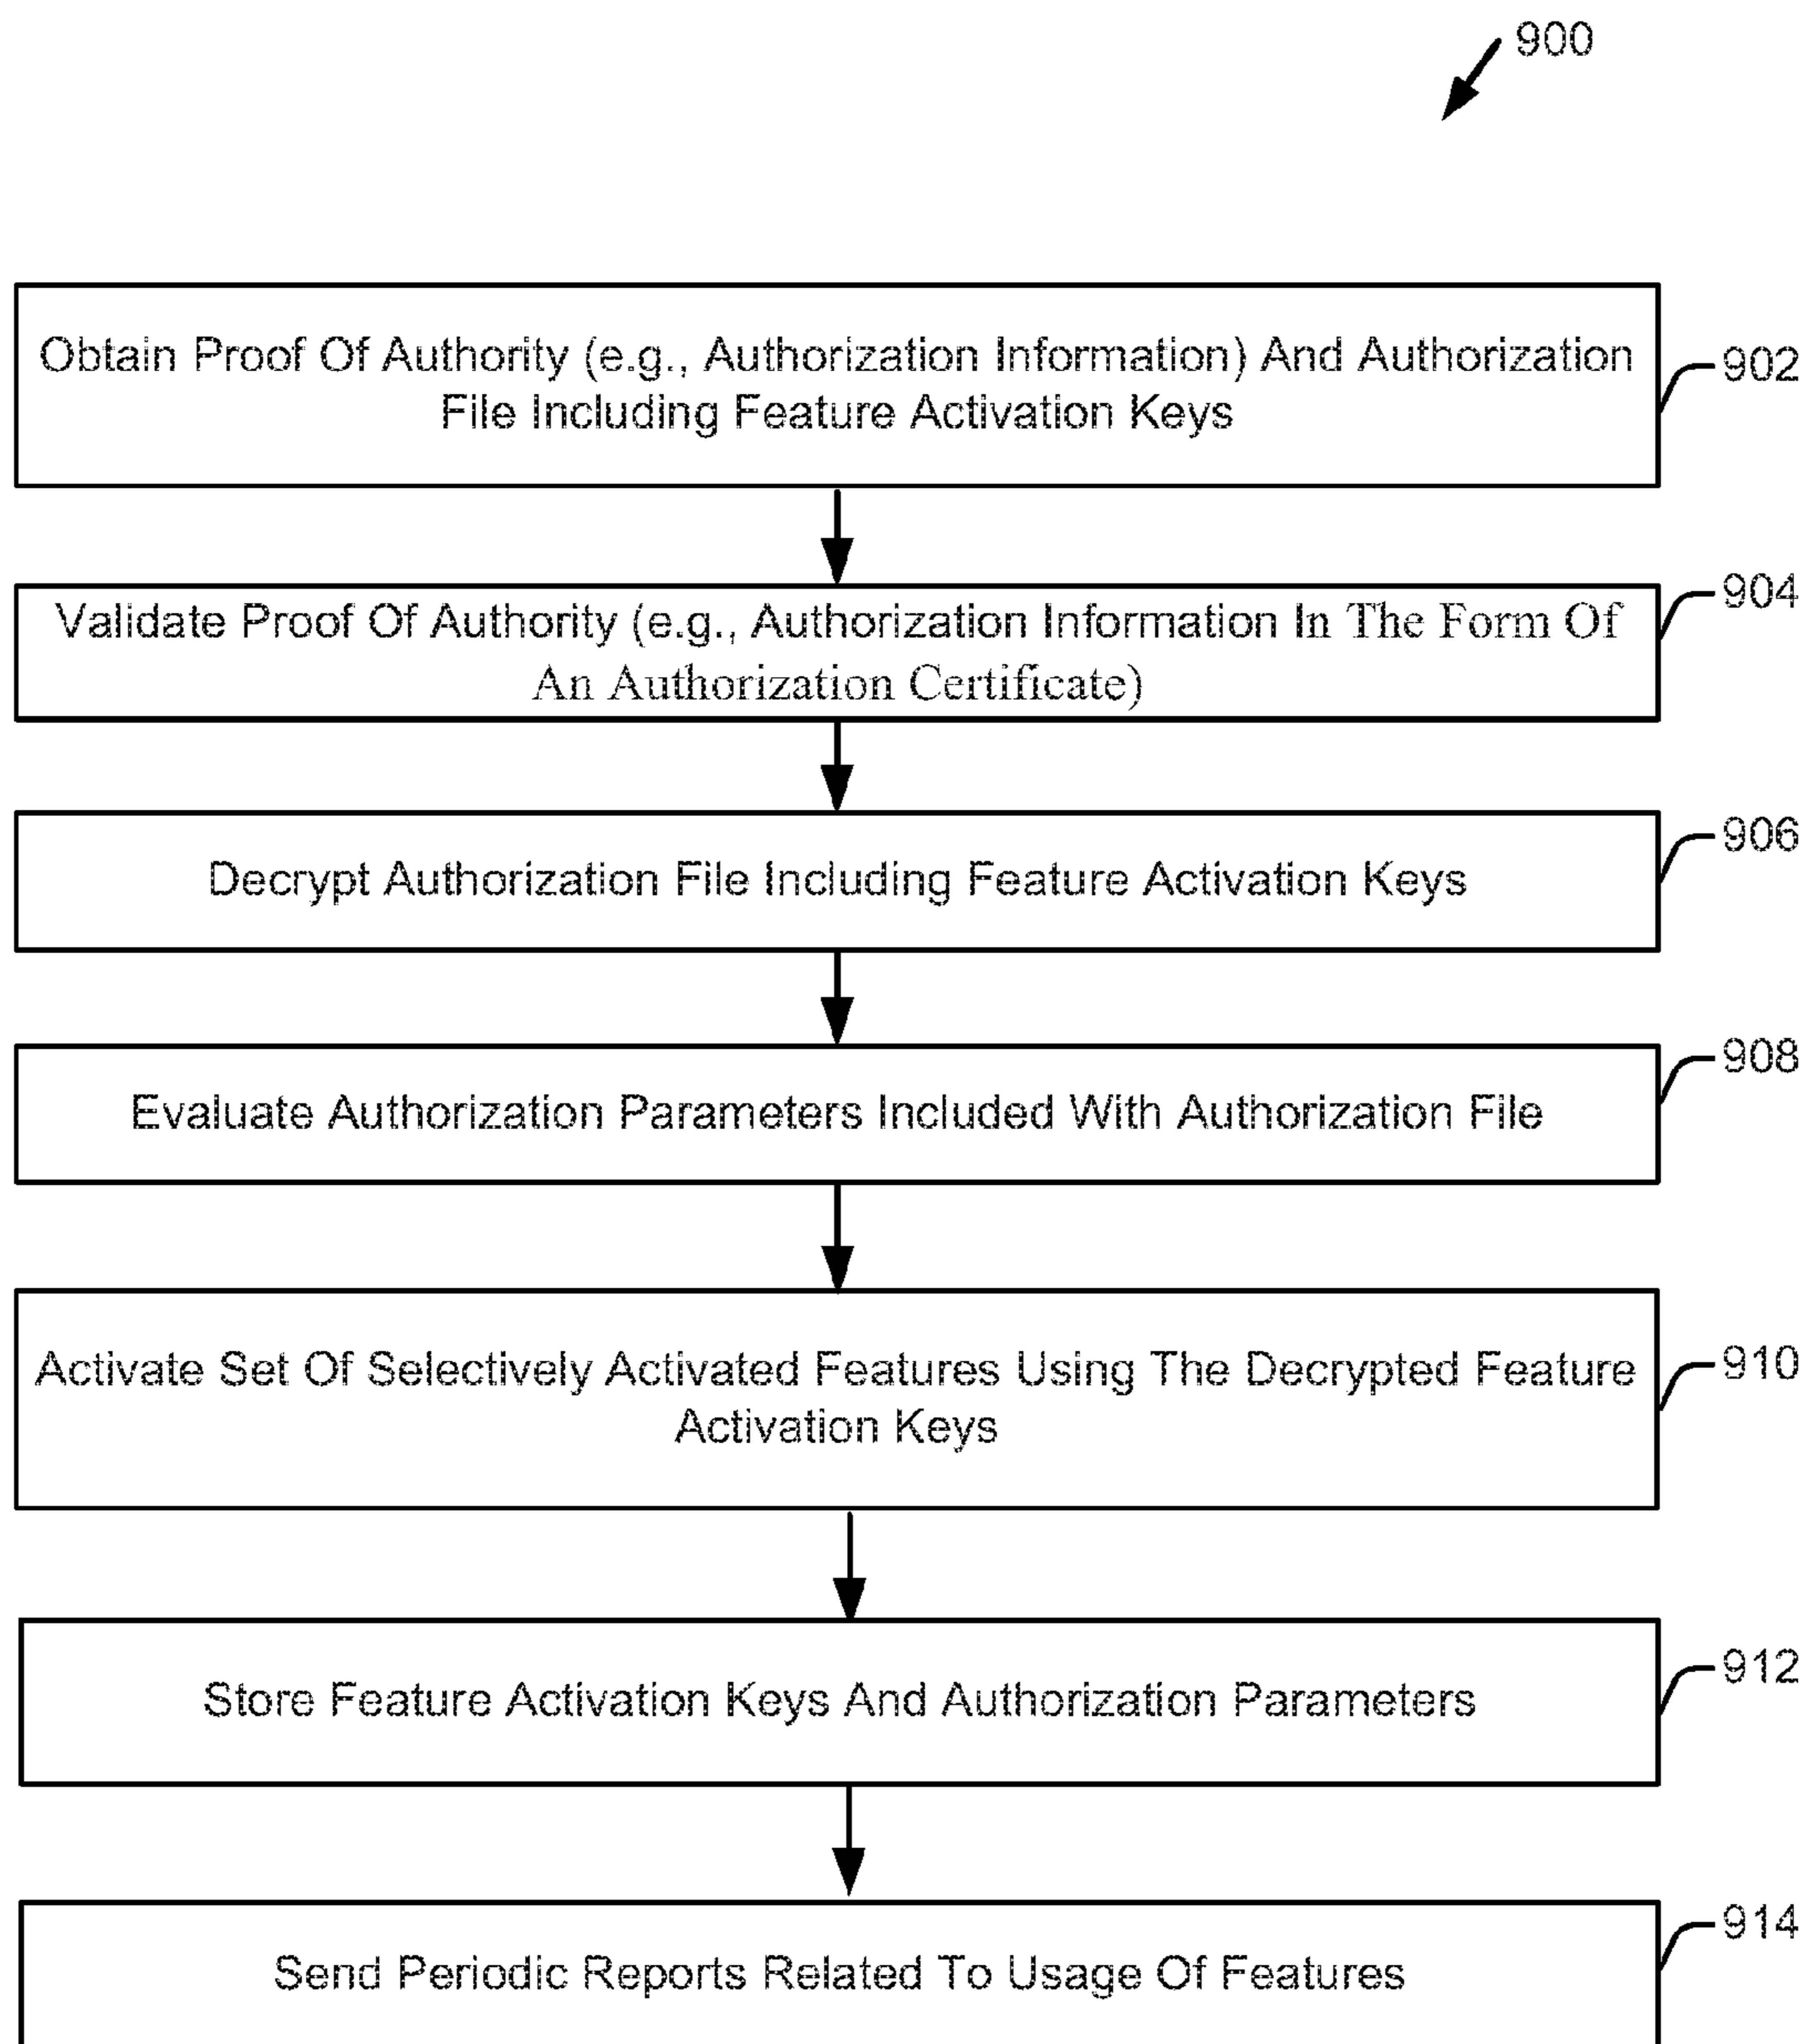 900
Obtain Proof Of Authority (e.g., Authorization Information) And Authorization
File Including Feature Activation Keys
902
Validate Proof Of Authority (e.g., Authorization Information In The Form Of
An Authorization Certificate)
904
Decrypt Authorization File Including Feature Activation Keys
906
Evaluate Authorization Parameters Included With Authorization File
908
Activate Set Of Selectively Activated Features Using The Decrypted Feature
Activation Keys
910
Store Feature Activation Keys And Authorization Parameters
912
Send Periodic Reports Related To Usage Of Features
914